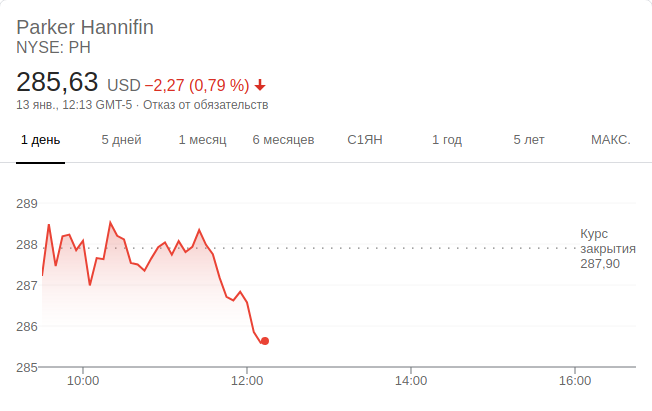 Parker Hannifin
NYSE: PH
285,63 USD −2,27 (0,79 %)
13 янв., 12:13 GMT-5 · Отказ от обязательств
1 день 5 дней 1 месяц 6 месяцев С1ЯН 1 год 5 лет МАКС.
289
288
287
286
285
Курс
закрытия
287,90
10:00 12:00 14:00 16:00